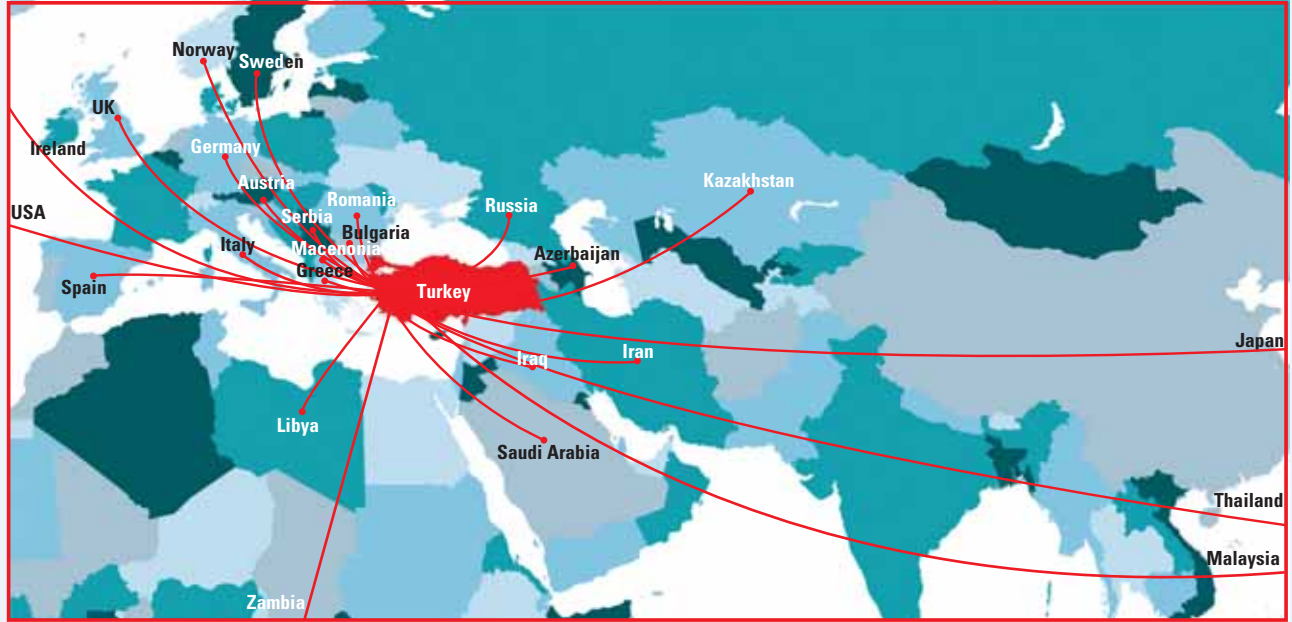 Norway
Sweden
UK
Ireland
Germany
Austria
Kazakhstan
Romania
Russia
USA
Serbia
Bulgaria
Italy
Macenonia
Azerbaijan
Greece
Spain
Turkey
Japan
Iraq
Iran
Libya
Saudi Arabia
Thailand
Malaysia
Zambia